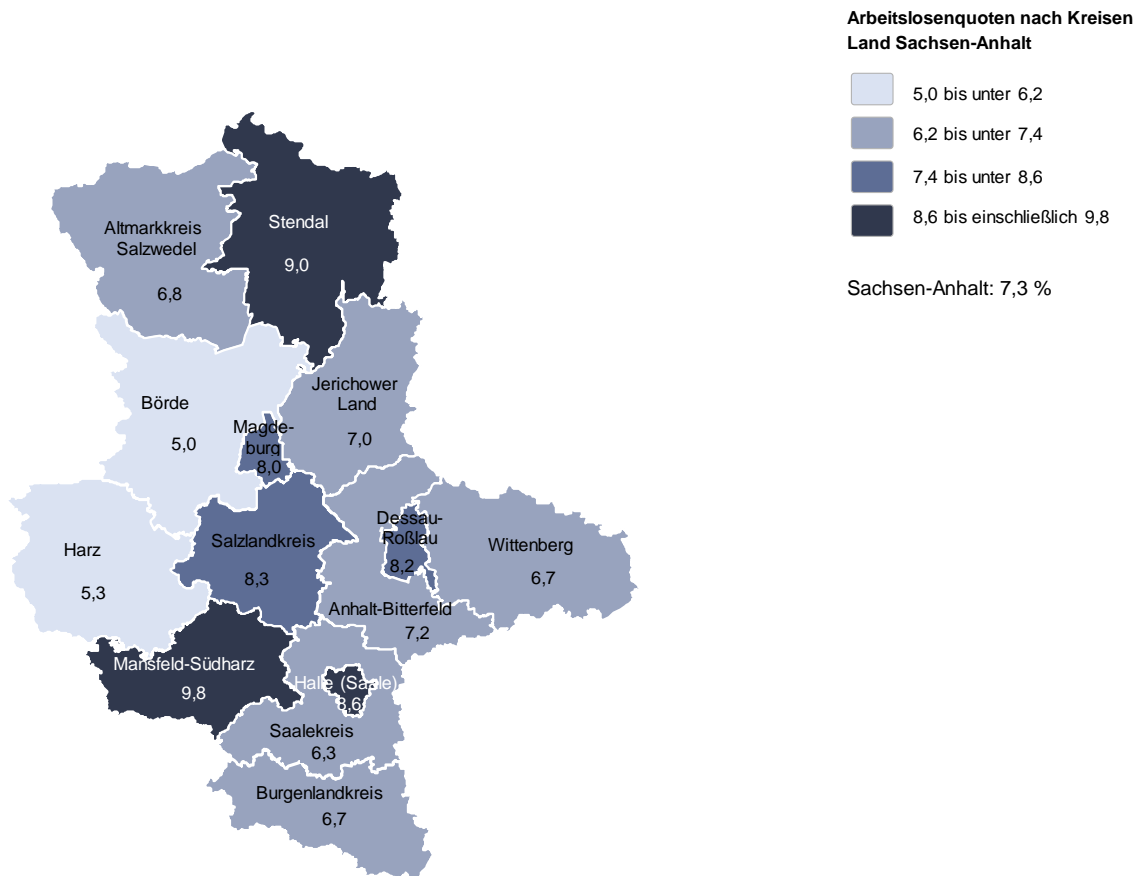 Arbeitslosenquoten nach Kreisen
Land Sachsen-Anhalt
5,0 bis unter 6,2
6,2 bis unter 7,4
7,4 bis unter 8,6
8,6 bis einschließlich 9,8
Sachsen-Anhalt: 7,3 %
Stendal
9,0
Altmarkkreis
Salzwedel
6,8
Jerichower
Land
7,0
Börde
5,0
Magde-
burg
8,0
Dessau-
Roßlau
8,2
Wittenberg
6,7
Salzlandkreis
8,3
Harz
5,3
Anhalt-Bitterfeld
7,2
Mansfeld-Südharz
9,8
Halle (Saale)
8,6
Saalekreis
6,3
Burgenlandkreis
6,7